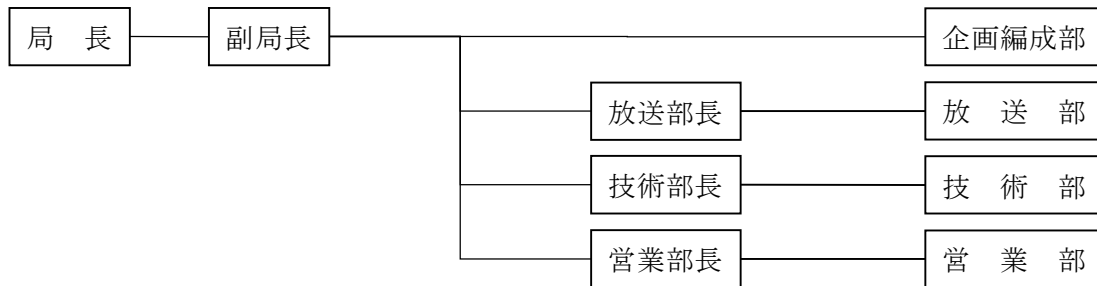 局　長 副局長 企画編成部
放送部長 放　送　部
技術部長 技　術　部
営業部長 営　業　部